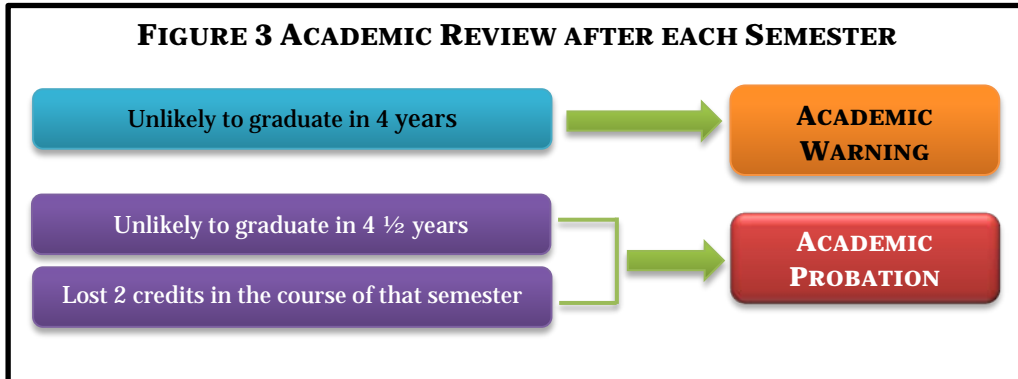 FIGURE 3 ACADEMIC REVIEW AFTER EACH SEMESTER
Unlikely to graduate in 4 years
ACADEMIC
WARNING
Unlikely to graduate in 4 ½ years
Lost 2 credits in the course of that semester
ACADEMIC
PROBATION